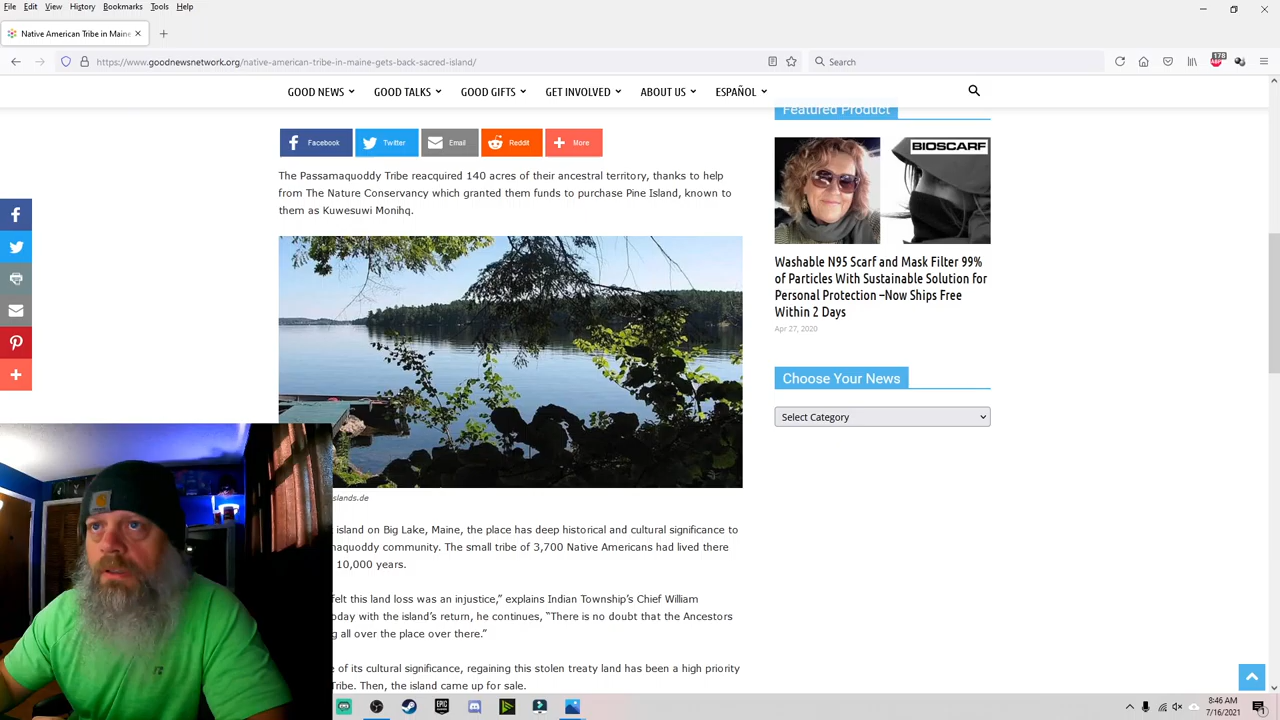 File Edit View History Bookmarks Tools Help
Native American Tribe in Maine
https://www.goodnewsnetwork.org/native-american-tribe-in-maine-gets-back-sacred-island/
Search
178
ABP
GOOD NEWS GOOD TALKS GOOD GIFTS GET INVOLVED ABOUT US ESPAÑOL
Featured Product
Facebook Twitter Email Reddit More
The Passamaquoddy Tribe reacquired 140 acres of their ancestral territory, thanks to help
from The Nature Conservancy which granted them funds to purchase Pine Island, known to
them as Kuwesuwi Monihq.
BIOSCARF
Washable N95 Scarf and Mask Filter 99%
of Particles With Sustainable Solution for
Personal Protection –Now Ships Free
Within 2 Days
Apr 27, 2020
Choose Your News
Select Category
slands.de
island on Big Lake, Maine, the place has deep historical and cultural significance to
maquoddy community. The small tribe of 3,700 Native Americans had lived there
10,000 years.
felt this land loss was an injustice,” explains Indian Township’s Chief William
oday with the island’s return, he continues, “There is no doubt that the Ancestors
g all over the place over there.”
e of its cultural significance, regaining this stolen treaty land has been a high priority
Tribe. Then, the island came up for sale.
EPIC
8:46 AM
7/16/2021